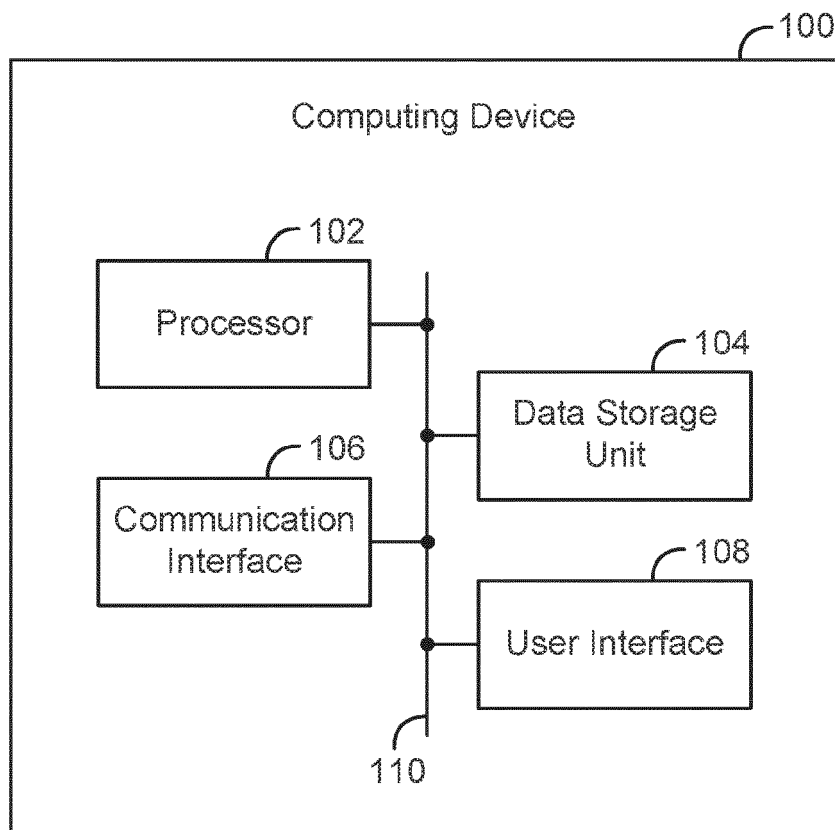 100
Computing Device
102
Processor
104
Data Storage
Unit
106
Communication
Interface
108
User Interface
110